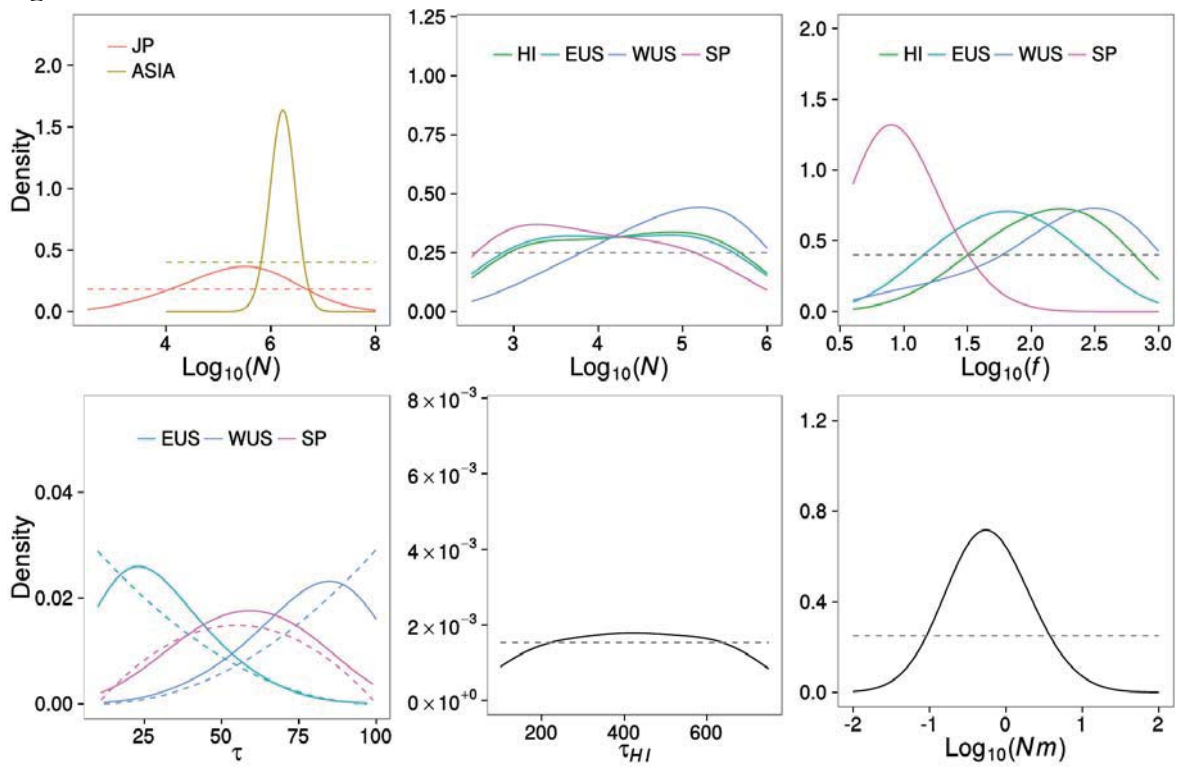 JP
ASIA
Density
2.0
1.5
1.0
0.5
0.0
4 6 8
Log10(N)
HI EUS WUS SP
1.25
1.00
0.75
0.50
0.25
0.00
3 4 5 6
Log10(N)
HI EUS WUS SP
2.0
1.5
1.0
0.5
0.0
0.5 1.0 1.5 2.0 2.5 3.0
Log10(f)
EUS WUS SP
Density
0.04
0.02
0.00
25 50 75 100
τ
8×10⁻³
6×10⁻³
4×10⁻³
2×10⁻³
0×10⁺⁰
200 400 600
τHI
1.2
0.8
0.4
0.0
-2 -1 0 1 2
Log10(Nm)